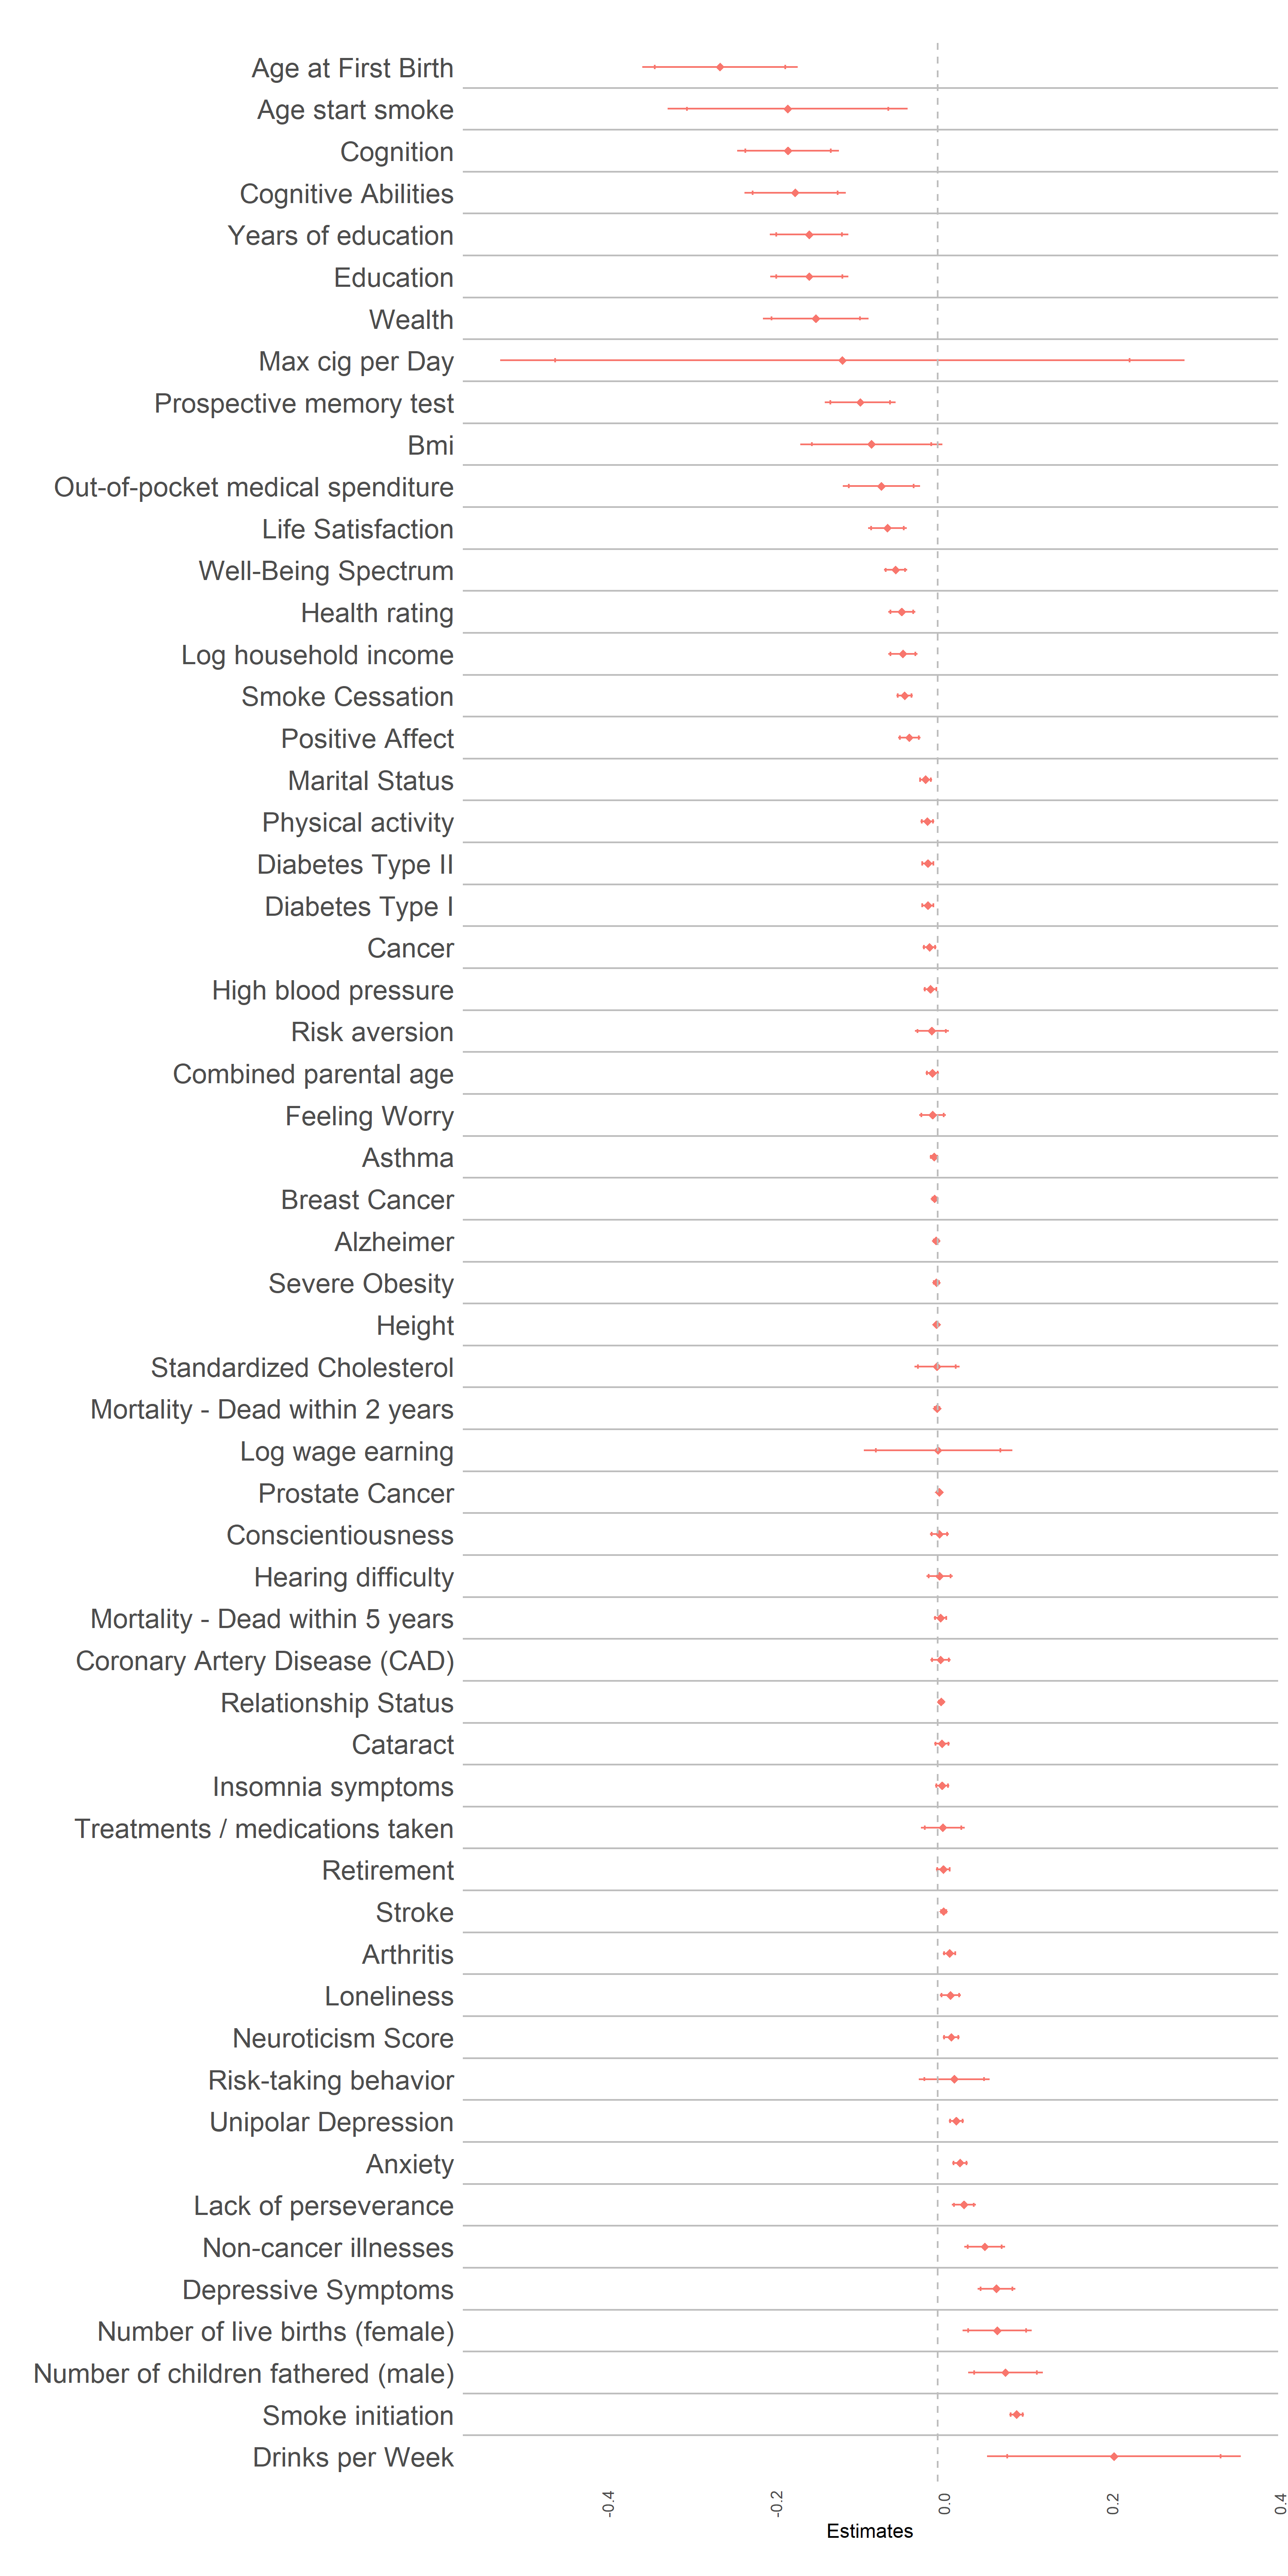 Age at First Birth
Age start smoke
Cognition
Cognitive Abilities
Years of education
Education
Wealth
Max cig per Day
Prospective memory test
Bmi
Out-of-pocket medical spenditure
Life Satisfaction
Well-Being Spectrum
Health rating
Log household income
Smoke Cessation
Positive Affect
Marital Status
Physical activity
Diabetes Type II
Diabetes Type I
Cancer
High blood pressure
Risk aversion
Combined parental age
Feeling Worry
Asthma
Breast Cancer
Alzheimer
Severe Obesity
Height
Standardized Cholesterol
Mortality - Dead within 2 years
Log wage earning
Prostate Cancer
Conscientiousness
Hearing difficulty
Mortality - Dead within 5 years
Coronary Artery Disease (CAD)
Relationship Status
Cataract
Insomnia symptoms
Treatments / medications taken
Retirement
Stroke
Arthritis
Loneliness
Neuroticism Score
Risk-taking behavior
Unipolar Depression
Anxiety
Lack of perseverance
Non-cancer illnesses
Depressive Symptoms
Number of live births (female)
Number of children fathered (male)
Smoke initiation
Drinks per Week
-0.4
-0.2
0.0
0.2
0.4
Estimates